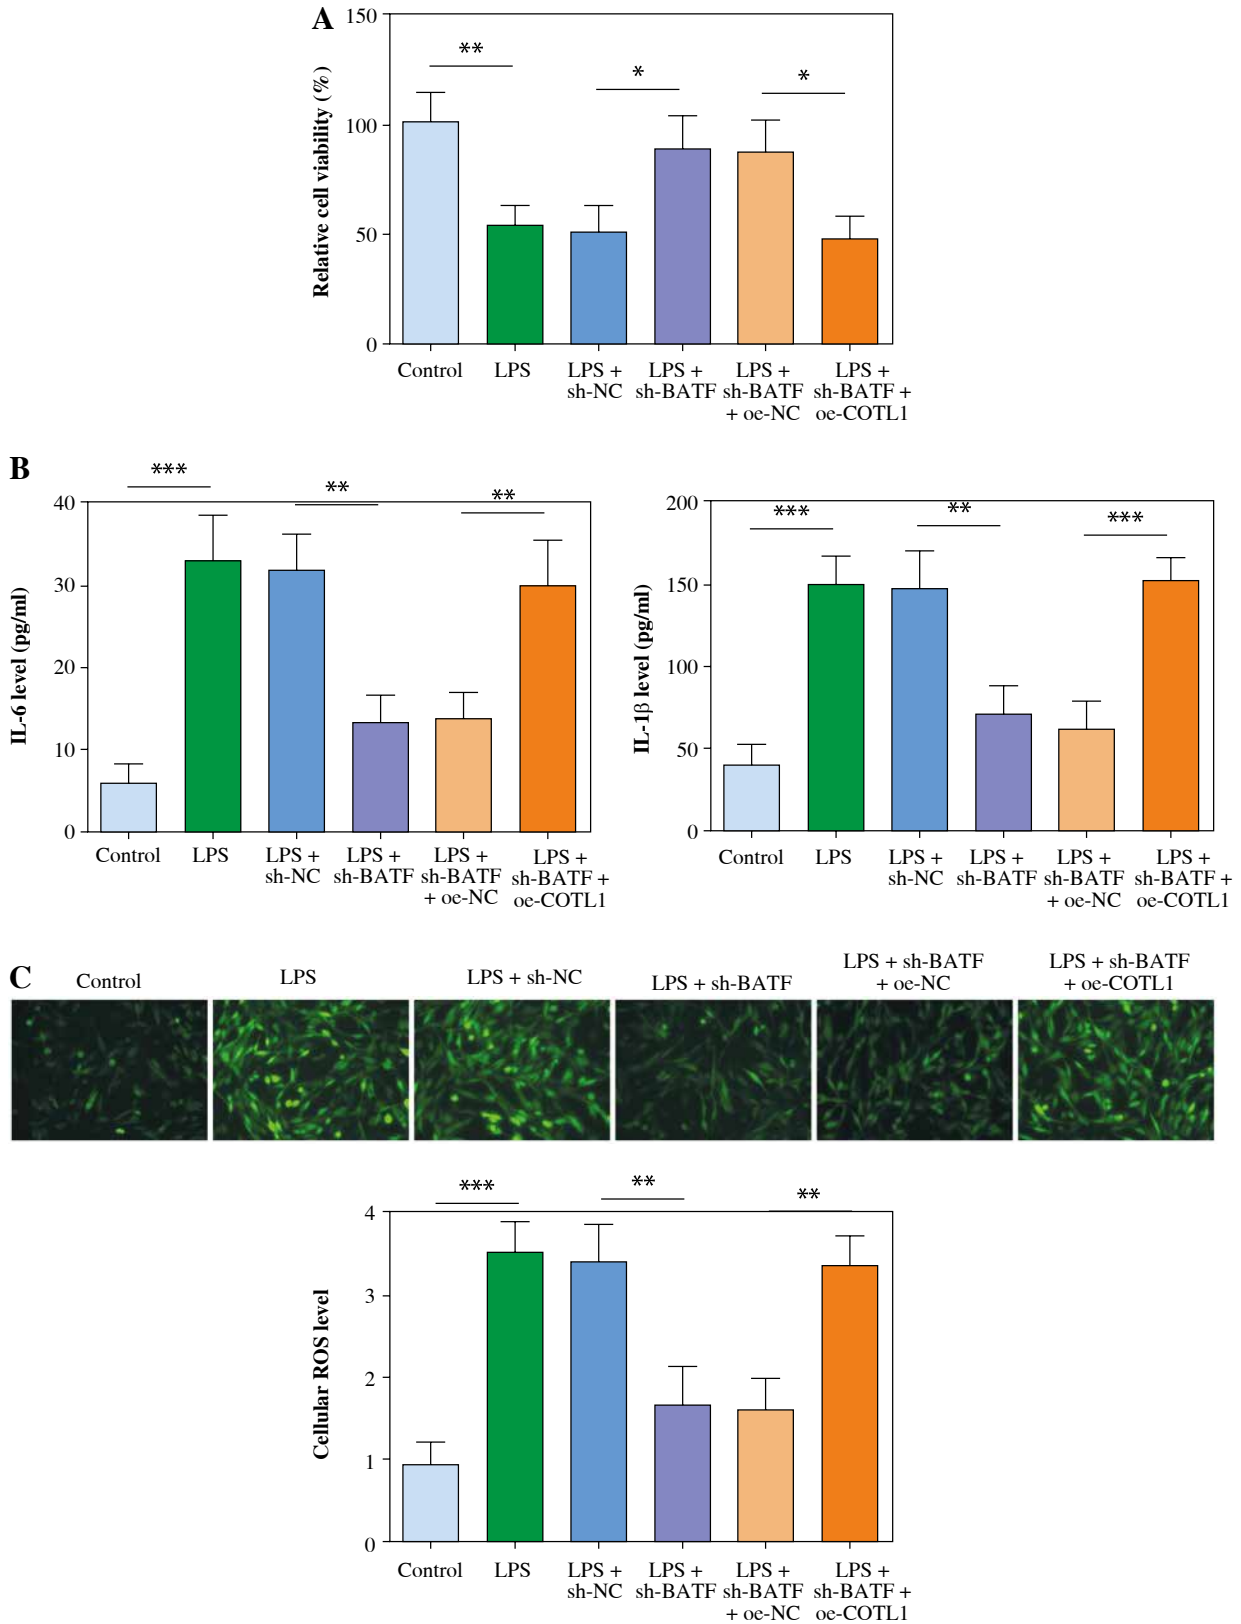 A
Relative cell viability (%)
150
100
50
0
**
*
*
Control
LPS
LPS +
sh-NC
LPS +
sh-BATF
LPS +
sh-BATF
+ oe-NC
LPS +
sh-BATF +
oe-COTL1
B
IL-6 level (pg/ml)
40
30
20
10
0
***
**
**
Control
LPS
LPS +
sh-NC
LPS +
sh-BATF
LPS +
sh-BATF
+ oe-NC
LPS +
sh-BATF +
oe-COTL1
IL-1β level (pg/ml)
200
150
100
50
0
***
**
***
Control
LPS
LPS +
sh-NC
LPS +
sh-BATF
LPS +
sh-BATF
+ oe-NC
LPS +
sh-BATF +
oe-COTL1
C
Control
LPS
LPS + sh-NC
LPS + sh-BATF
LPS + sh-BATF
+ oe-NC
LPS + sh-BATF
+ oe-COTL1
Cellular ROS level
4
3
2
1
0
***
**
**
Control
LPS
LPS +
sh-NC
LPS +
sh-BATF
LPS +
sh-BATF
+ oe-NC
LPS +
sh-BATF +
oe-COTL1